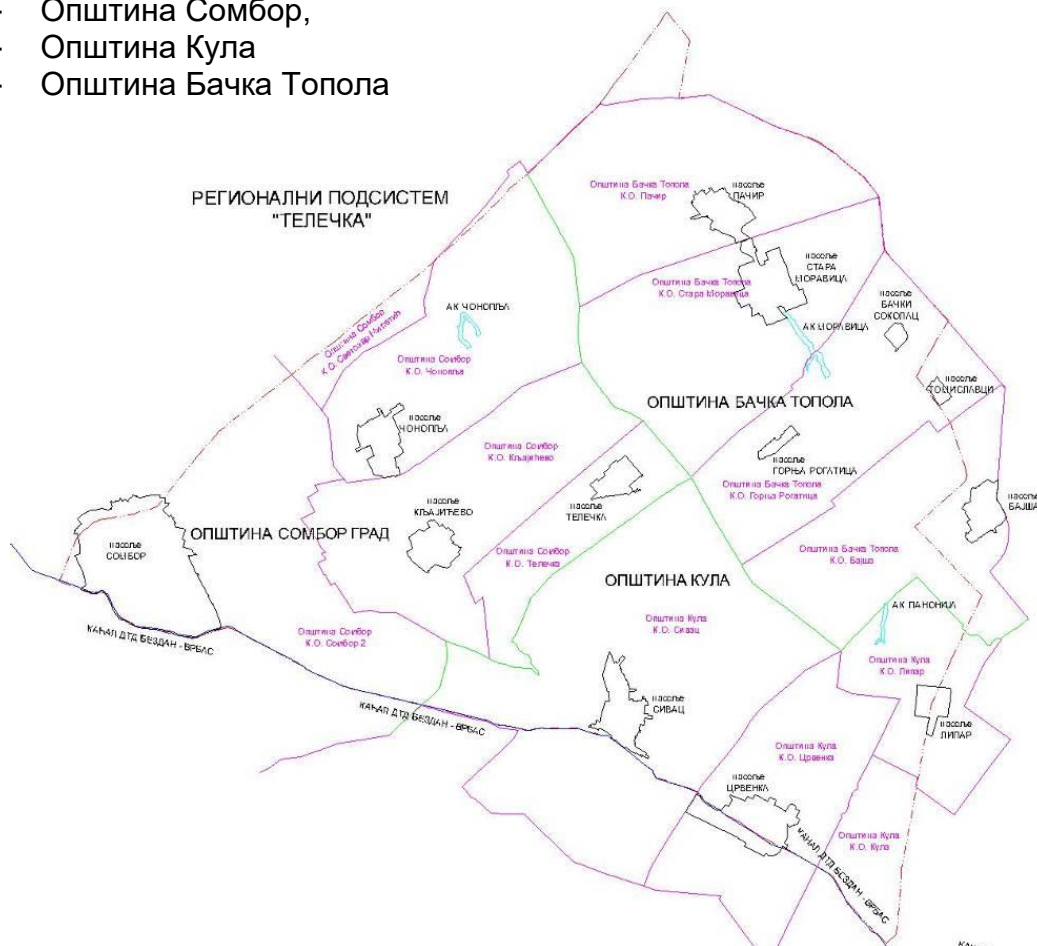 - Општина Сомбор,
- Општина Кула
- Општина Бачка Топола
РЕГИОНАЛНИ ПОДСИСТЕМ
"ТЕЛЕЧКА"
Општина Бачка Топола
К.О. Пачир
насеље
ПАЧИР
насеље
СТАРА
МОРАВИЦА
Општина Бачка Топола
К.О. Стара Моравица
насеље
БАЧКИ
СОКОЛАЦ
АК ЧОНОПЉА
АК МОРАВИЦА
Општина Сомбор
К.О. Светозар Милетић
Општина Сомбор
К.О. Чонопља
насеље
ТОМИСЛАВЦИ
ОПШТИНА БАЧКА ТОПОЛА
насеље
ЧОНОПЉА
Општина Сомбор
К.О. Кљајићево
насеље
ГОРЊА РОГАТИЦА
Општина Бачка Топола
К.О. Горња Рогатица
насеље
КЉАЈИЋЕВО
насеље
ТЕЛЕЧКА
насеље
БАЈША
ОПШТИНА СОМБОР ГРАД
насеље
СОМБОР
Општина Сомбор
К.О. Телечка
Општина Бачка Топола
К.О. Бајша
ОПШТИНА КУЛА
АК ПАНОНИЈА
Општина Кула
К.О. Сивац
Општина Сомбор
К.О. Сомбор 2
КАНАЛ ДТД БЕЗДАН - ВРБАС
Општина Кула
К.О. Липар
насеље
СИВАЦ
КАНАЛ ДТД БЕЗДАН - ВРБАС
насеље
ЛИПАР
Општина Кула
К.О. Црвенка
насеље
ЦРВЕНКА
Општина Кула
К.О. Кула
КАНАЛ ДТД БЕЗДАН - ВРБАС